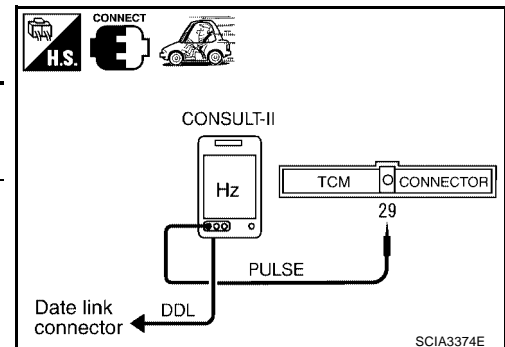 CONNECT
H.S.
CONSULT-II
Hz
TCM
CONNECTOR
29
PULSE
Date link
connector
DDL
SCIA3374E